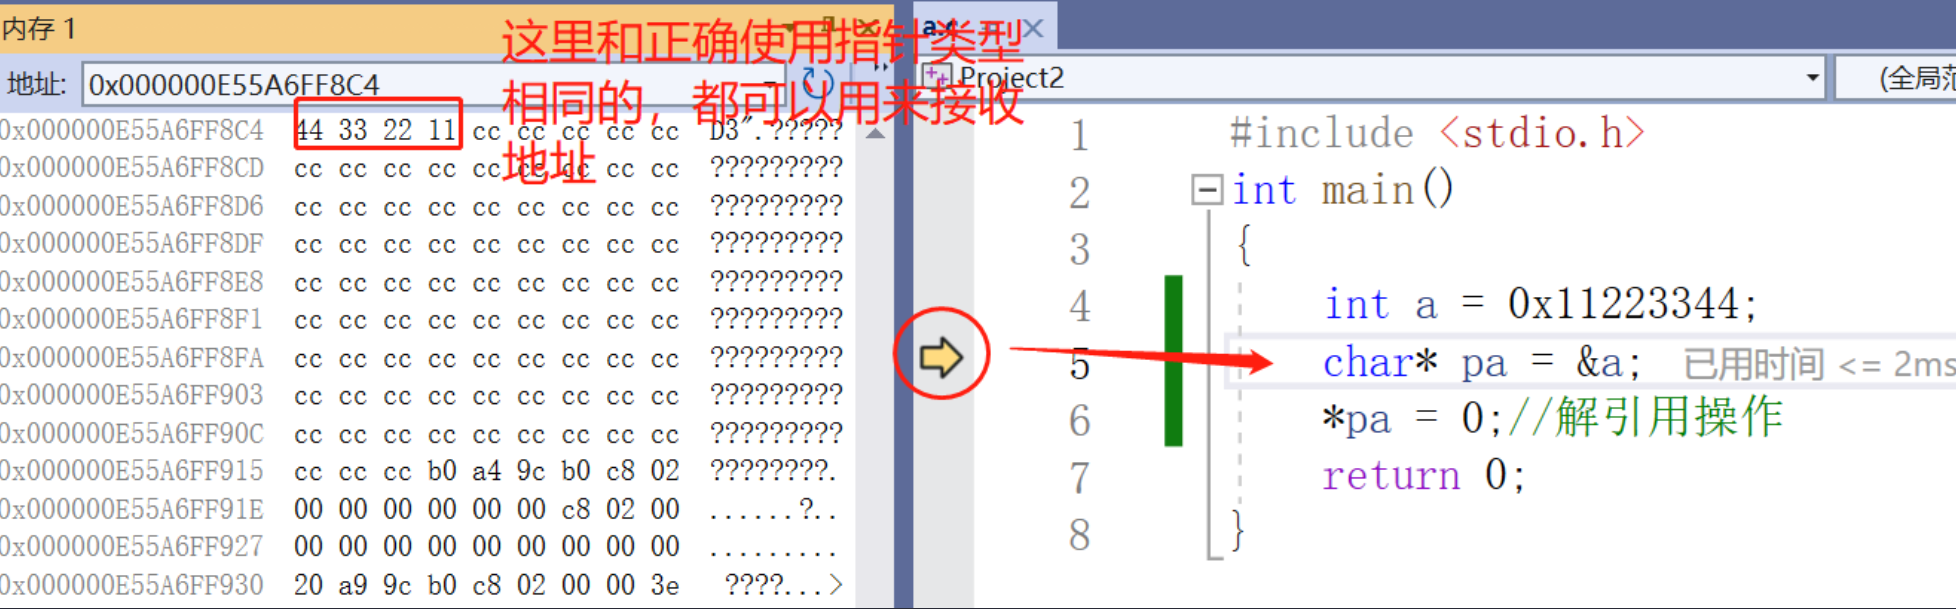 内存 1
地址: 0x000000E55A6FF8C4
这里和正确使用指针类型
相同的，都可以用来接收
地址
0x000000E55A6FF8C4 44 33 22 11 cc cc cc cc cc D3".?????
0x000000E55A6FF8CD cc cc cc cc cc cc cc cc cc ?????????
0x000000E55A6FF8D6 cc cc cc cc cc cc cc cc cc ?????????
0x000000E55A6FF8DF cc cc cc cc cc cc cc cc cc ?????????
0x000000E55A6FF8E8 cc cc cc cc cc cc cc cc cc ?????????
0x000000E55A6FF8F1 cc cc cc cc cc cc cc cc cc ?????????
0x000000E55A6FF8FA cc cc cc cc cc cc cc cc cc ?????????
0x000000E55A6FF903 cc cc cc cc cc cc cc cc cc ?????????
0x000000E55A6FF90C cc cc cc cc cc cc cc cc cc ?????????
0x000000E55A6FF915 cc cc cc b0 a4 9c b0 c8 02 ????????.
0x000000E55A6FF91E 00 00 00 00 00 00 c8 02 00 ......?..
0x000000E55A6FF927 00 00 00 00 00 00 00 00 00 .........
0x000000E55A6FF930 20 a9 9c b0 c8 02 00 00 3e ????...>
Project2
(全局范
1 #include <stdio.h>
2 int main()
3 {
4 int a = 0x11223344;
5 char* pa = &a; 已用时间 <= 2ms
6 *pa = 0;//解引用操作
7 return 0;
8 }